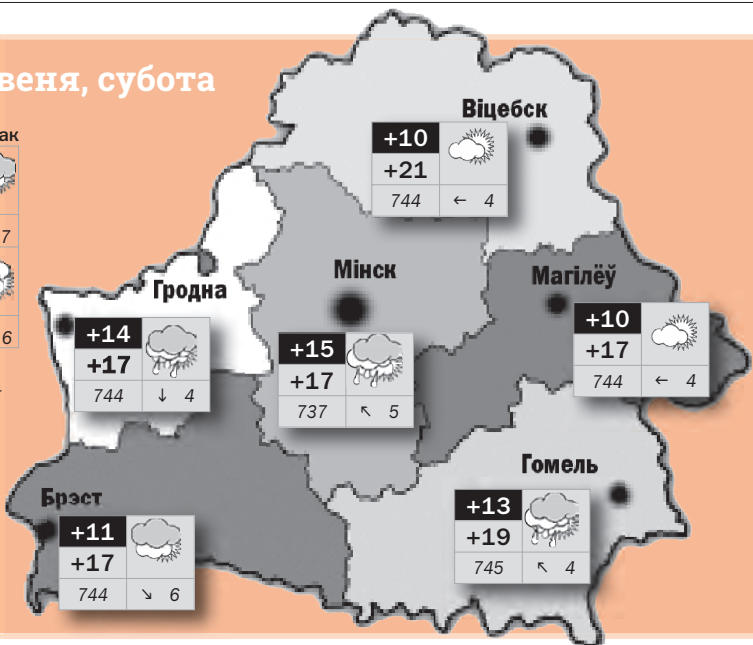 веня, субота
ак
7
6
Віцебск
+10
+21
744 ← 4
Мінск
+15
+17
737 ↖ 5
Магілёў
+10
+17
744 ← 4
Гродна
+14
+17
744 ↓ 4
Гомель
+13
+19
745 ↖ 4
Брэст
+11
+17
744 ↘ 6